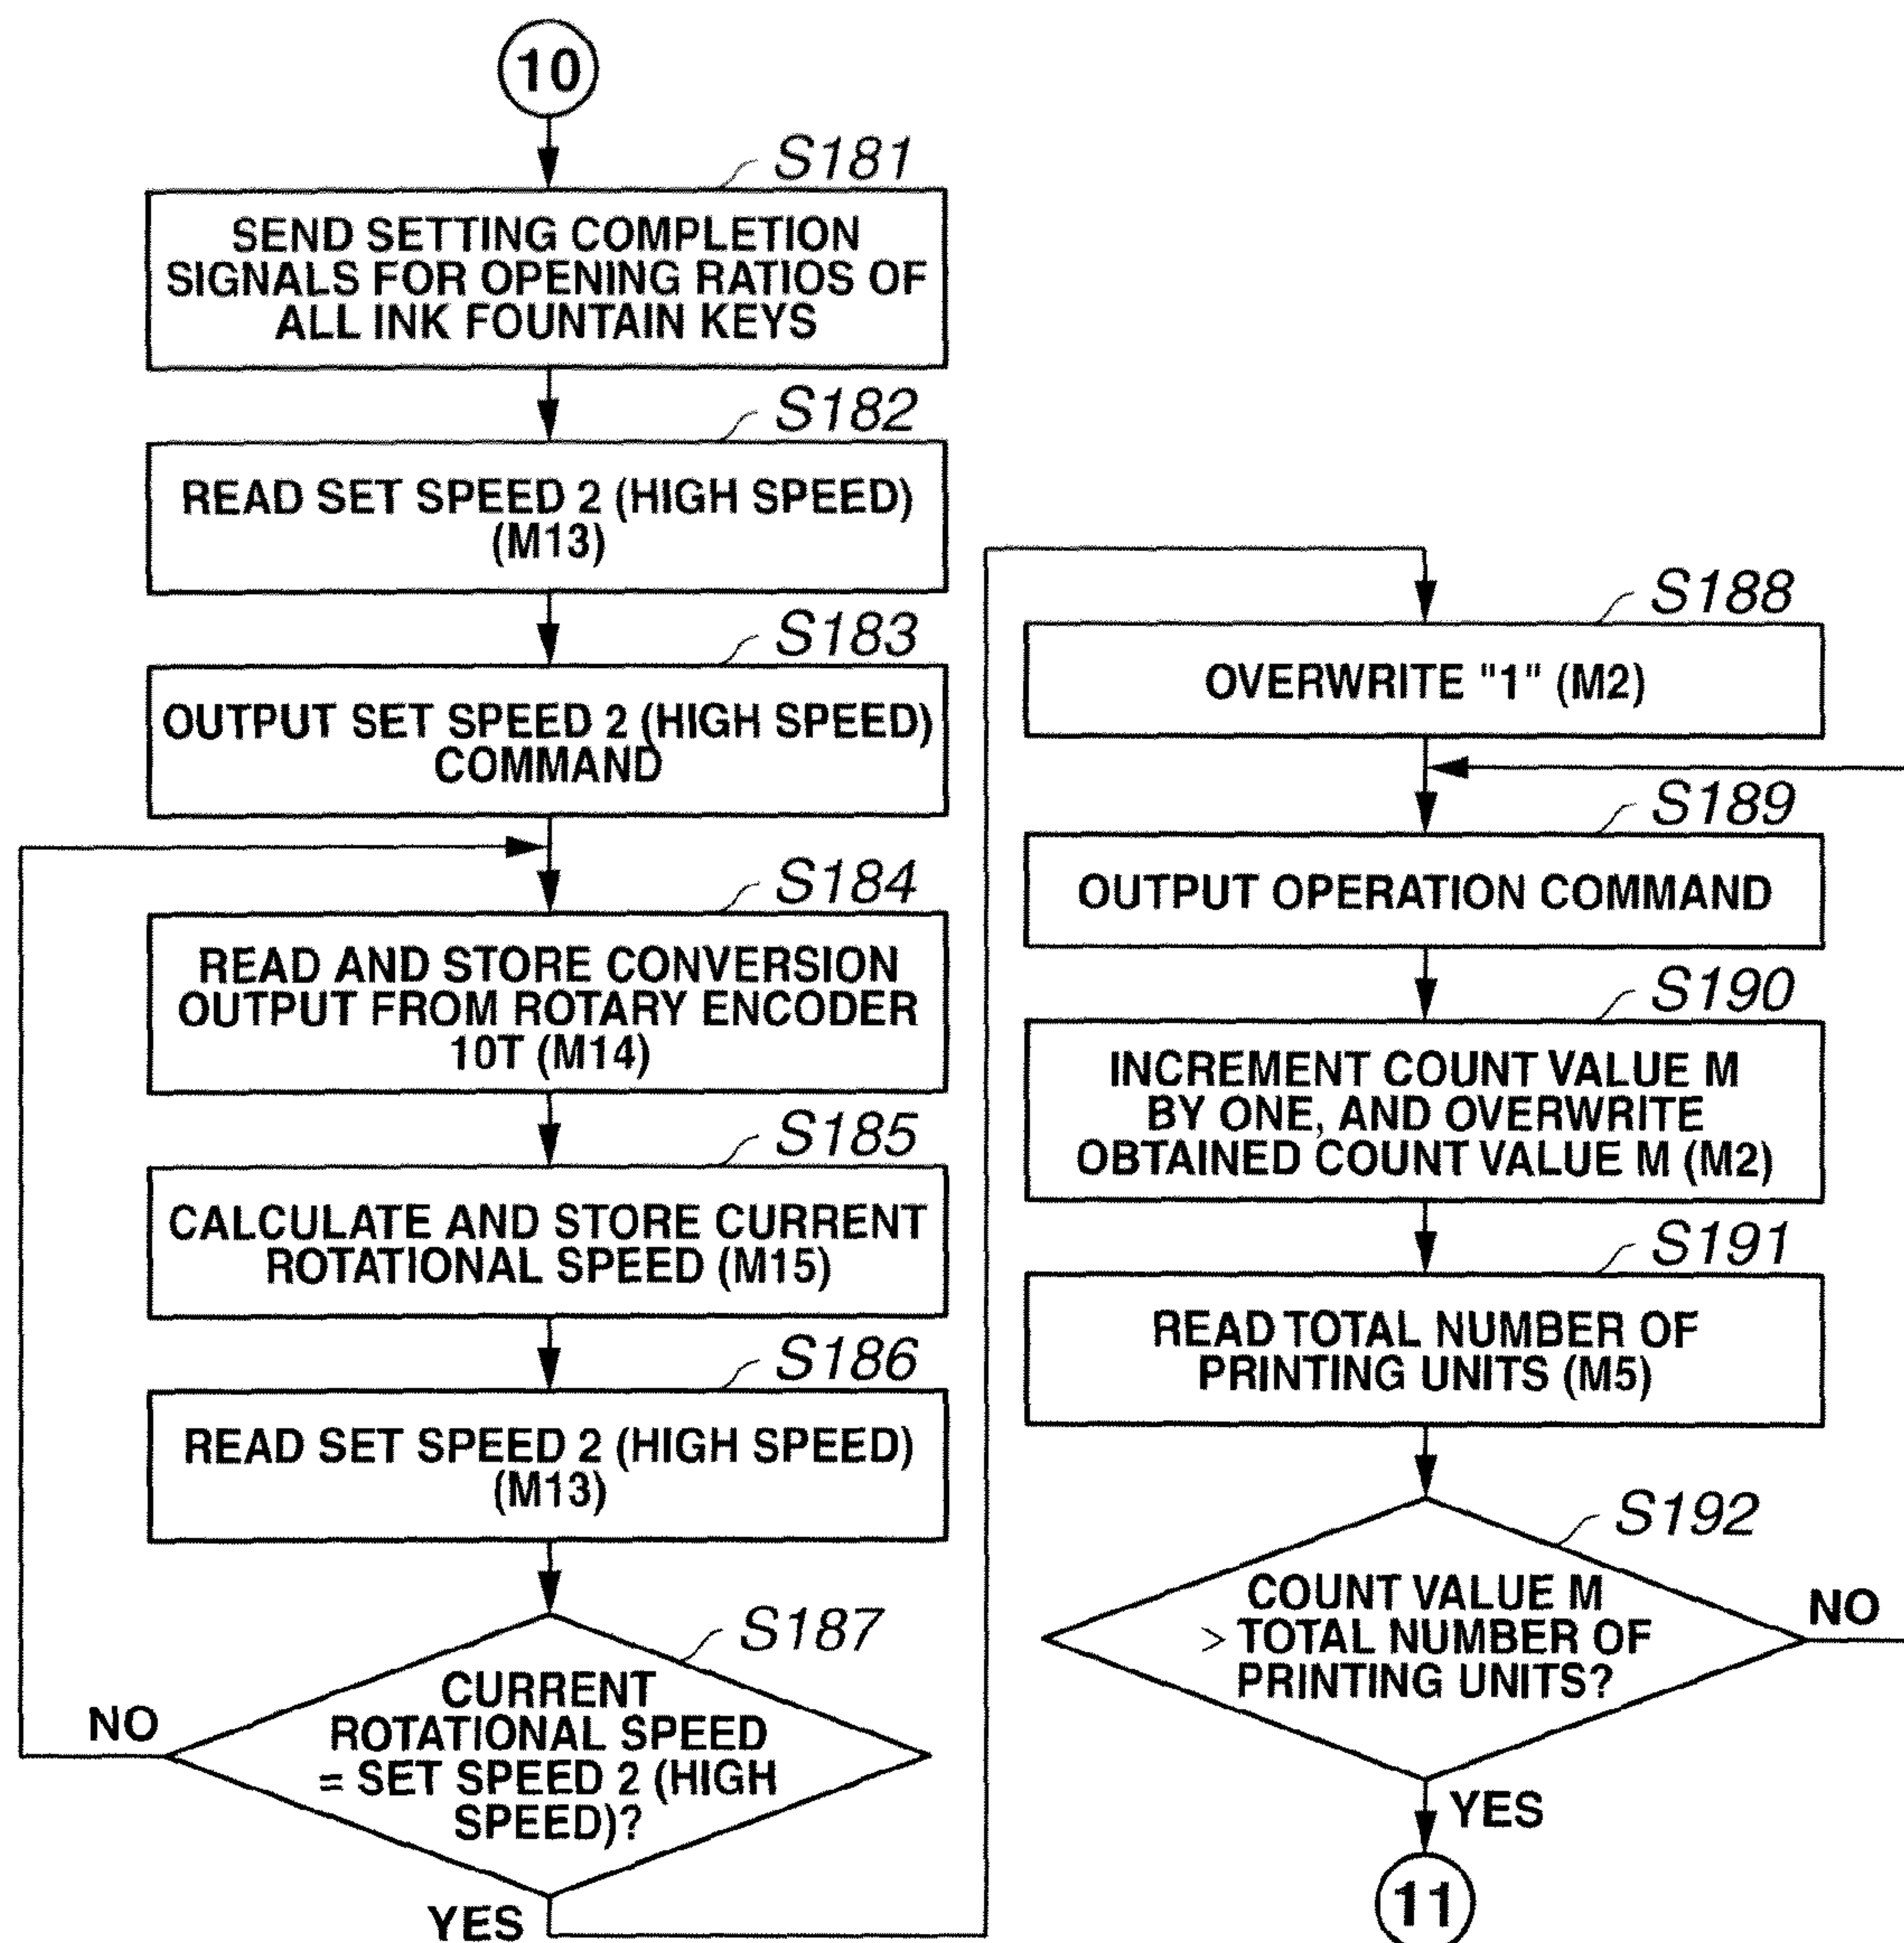 10
S181
SEND SETTING COMPLETION
SIGNALS FOR OPENING RATIOS OF
ALL INK FOUNTAIN KEYS
S182
READ SET SPEED 2 (HIGH SPEED)
(M13)
S183
OUTPUT SET SPEED 2 (HIGH SPEED)
COMMAND
S184
READ AND STORE CONVERSION
OUTPUT FROM ROTARY ENCODER
10T (M14)
S185
CALCULATE AND STORE CURRENT
ROTATIONAL SPEED (M15)
S186
READ SET SPEED 2 (HIGH SPEED)
(M13)
S187
CURRENT
ROTATIONAL SPEED
= SET SPEED 2 (HIGH
SPEED)?
NO
YES
S188
OVERWRITE "1" (M2)
S189
OUTPUT OPERATION COMMAND
S190
INCREMENT COUNT VALUE M
BY ONE, AND OVERWRITE
OBTAINED COUNT VALUE M (M2)
S191
READ TOTAL NUMBER OF
PRINTING UNITS (M5)
S192
COUNT VALUE M
> TOTAL NUMBER OF
PRINTING UNITS?
NO
YES
11